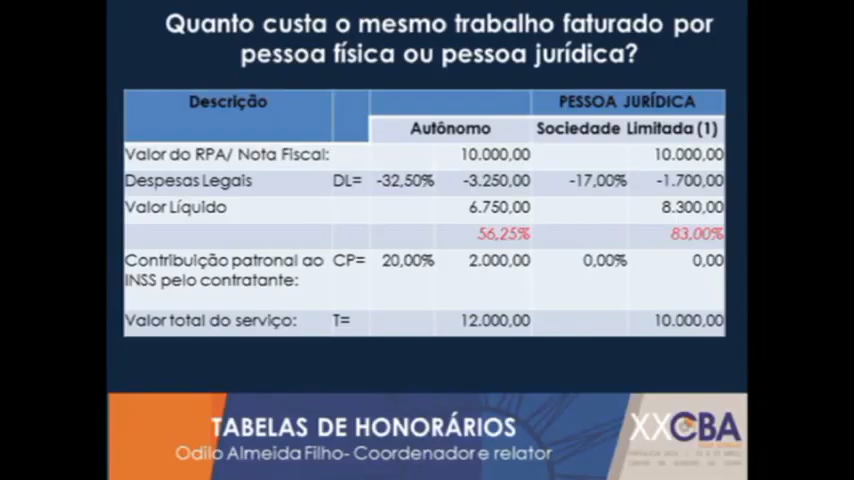 Quanto custa o mesmo trabalho faturado por
pessoa física ou pessoa jurídica?
Descrição PESSOA JURÍDICA
Autônomo Sociedade Limitada (1)
Valor do RPA/ Nota Fiscal: 10.000,00 10.000,00
Despesas Legais DL= -32,50% -3.250,00 -17,00% -1.700,00
Valor Líquido 6.750,00 8.300,00
56,25% 83,00%
Contribuição patronal ao CP= 20,00% 2.000,00 0,00% 0,00
INSS pelo contratante:
Valor total do serviço: T= 12.000,00 10.000,00
TABELAS DE HONORÁRIOS
Odilo Almeida Filho- Coordenador e relator
XXCBA